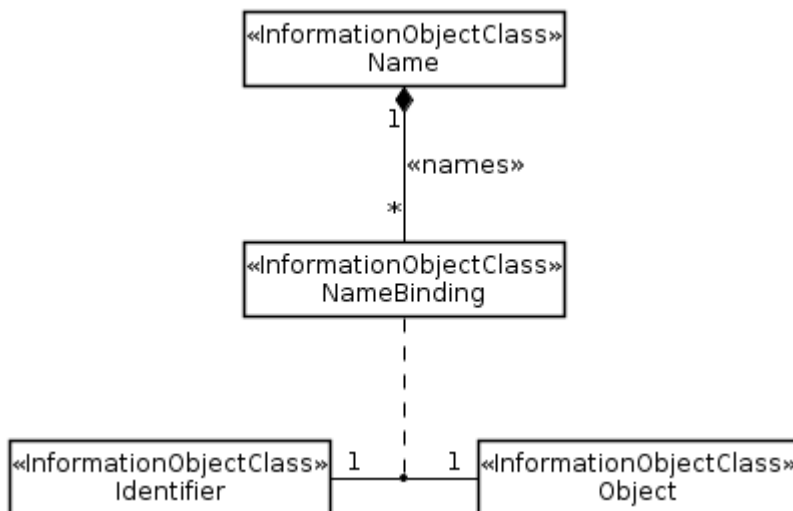 «InformationObjectClass»
Name
1
«names»
*
«InformationObjectClass»
NameBinding
«InformationObjectClass»
Identifier
1
1
«InformationObjectClass»
Object